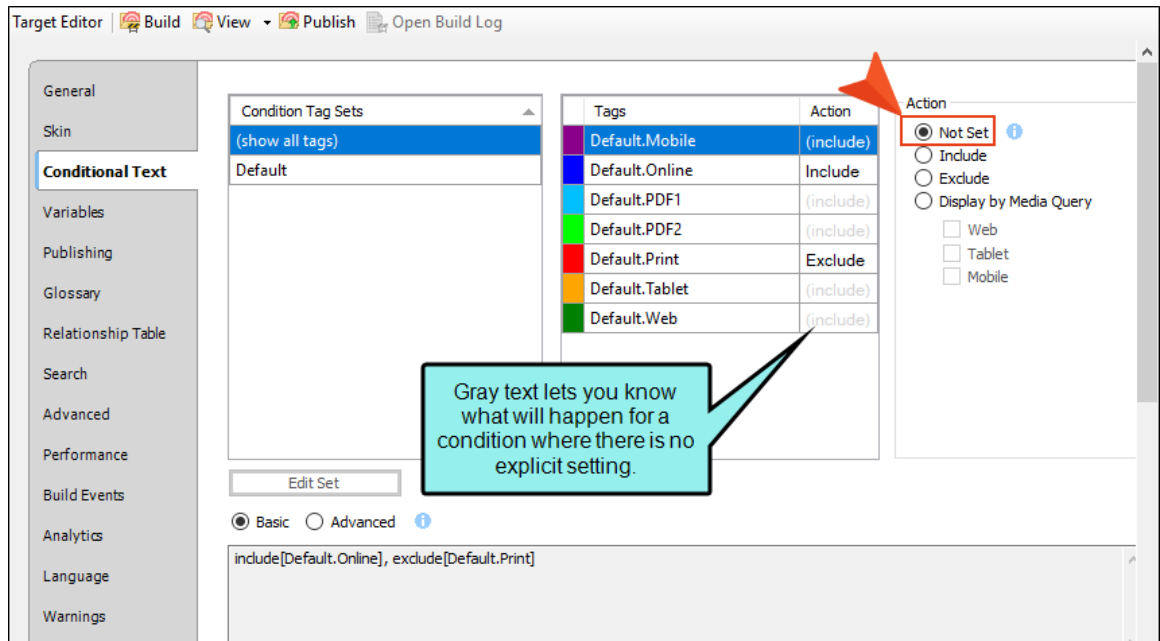 Target Editor Build View Publish Open Build Log
General
Skin
Conditional Text
Variables
Publishing
Glossary
Relationship Table
Search
Advanced
Performance
Build Events
Analytics
Language
Warnings
Condition Tag Sets
(show all tags)
Default
Tags Action
Default.Mobile (include)
Default.Online Include
Default.PDF1 (include)
Default.PDF2 (include)
Default.Print Exclude
Default.Tablet (include)
Default.Web (include)
Action
Not Set
Include
Exclude
Display by Media Query
Web
Tablet
Mobile
Gray text lets you know
what will happen for a
condition where there is no
explicit setting.
Edit Set
Basic Advanced
include[Default.Online], exclude[Default.Print]